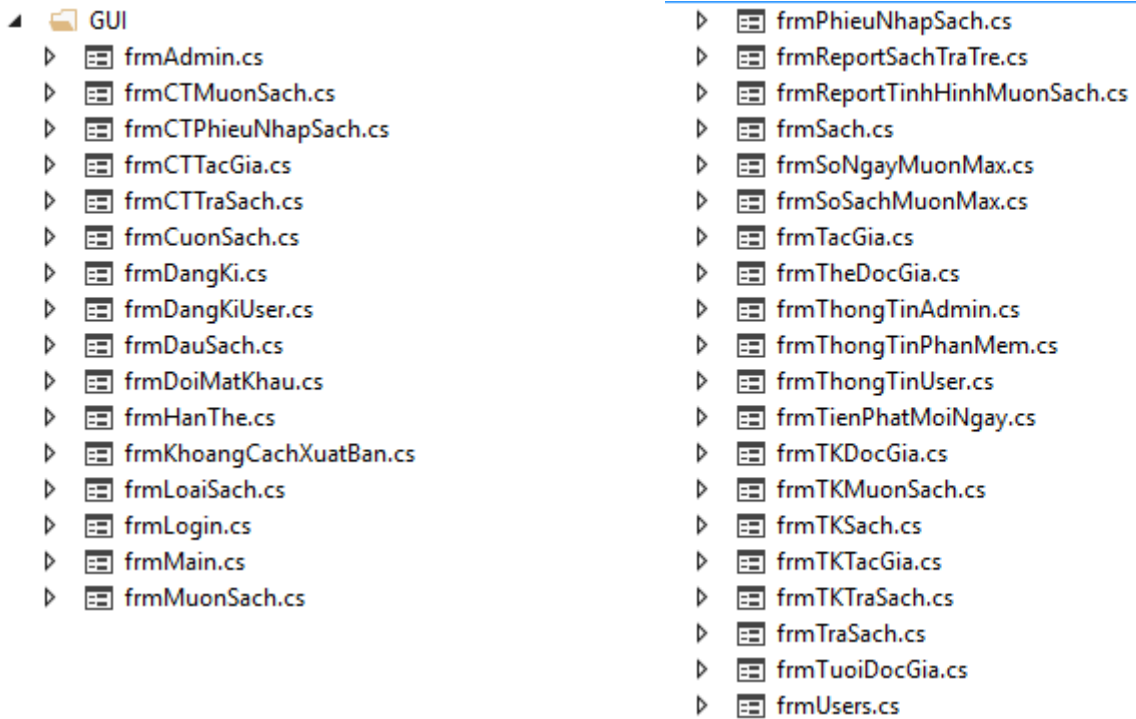 GUI
frmAdmin.cs
frmCTMuonSach.cs
frmCTPhieuNhapSach.cs
frmCTTacGia.cs
frmCTTraSach.cs
frmCuonSach.cs
frmDangKi.cs
frmDangKiUser.cs
frmDauSach.cs
frmDoiMatKhau.cs
frmHanThe.cs
frmKhoangCachXuatBan.cs
frmLoaiSach.cs
frmLogin.cs
frmMain.cs
frmMuonSach.cs
frmPhieuNhapSach.cs
frmReportSachTraTre.cs
frmReportTinhHinhMuonSach.cs
frmSach.cs
frmSoNgayMuonMax.cs
frmSoSachMuonMax.cs
frmTacGia.cs
frmTheDocGia.cs
frmThongTinAdmin.cs
frmThongTinPhanMem.cs
frmThongTinUser.cs
frmTienPhatMoiNgay.cs
frmTKDocGia.cs
frmTKMuonSach.cs
frmTKSach.cs
frmTKTacGia.cs
frmTKTraSach.cs
frmTraSach.cs
frmTuoiDocGia.cs
frmUsers.cs